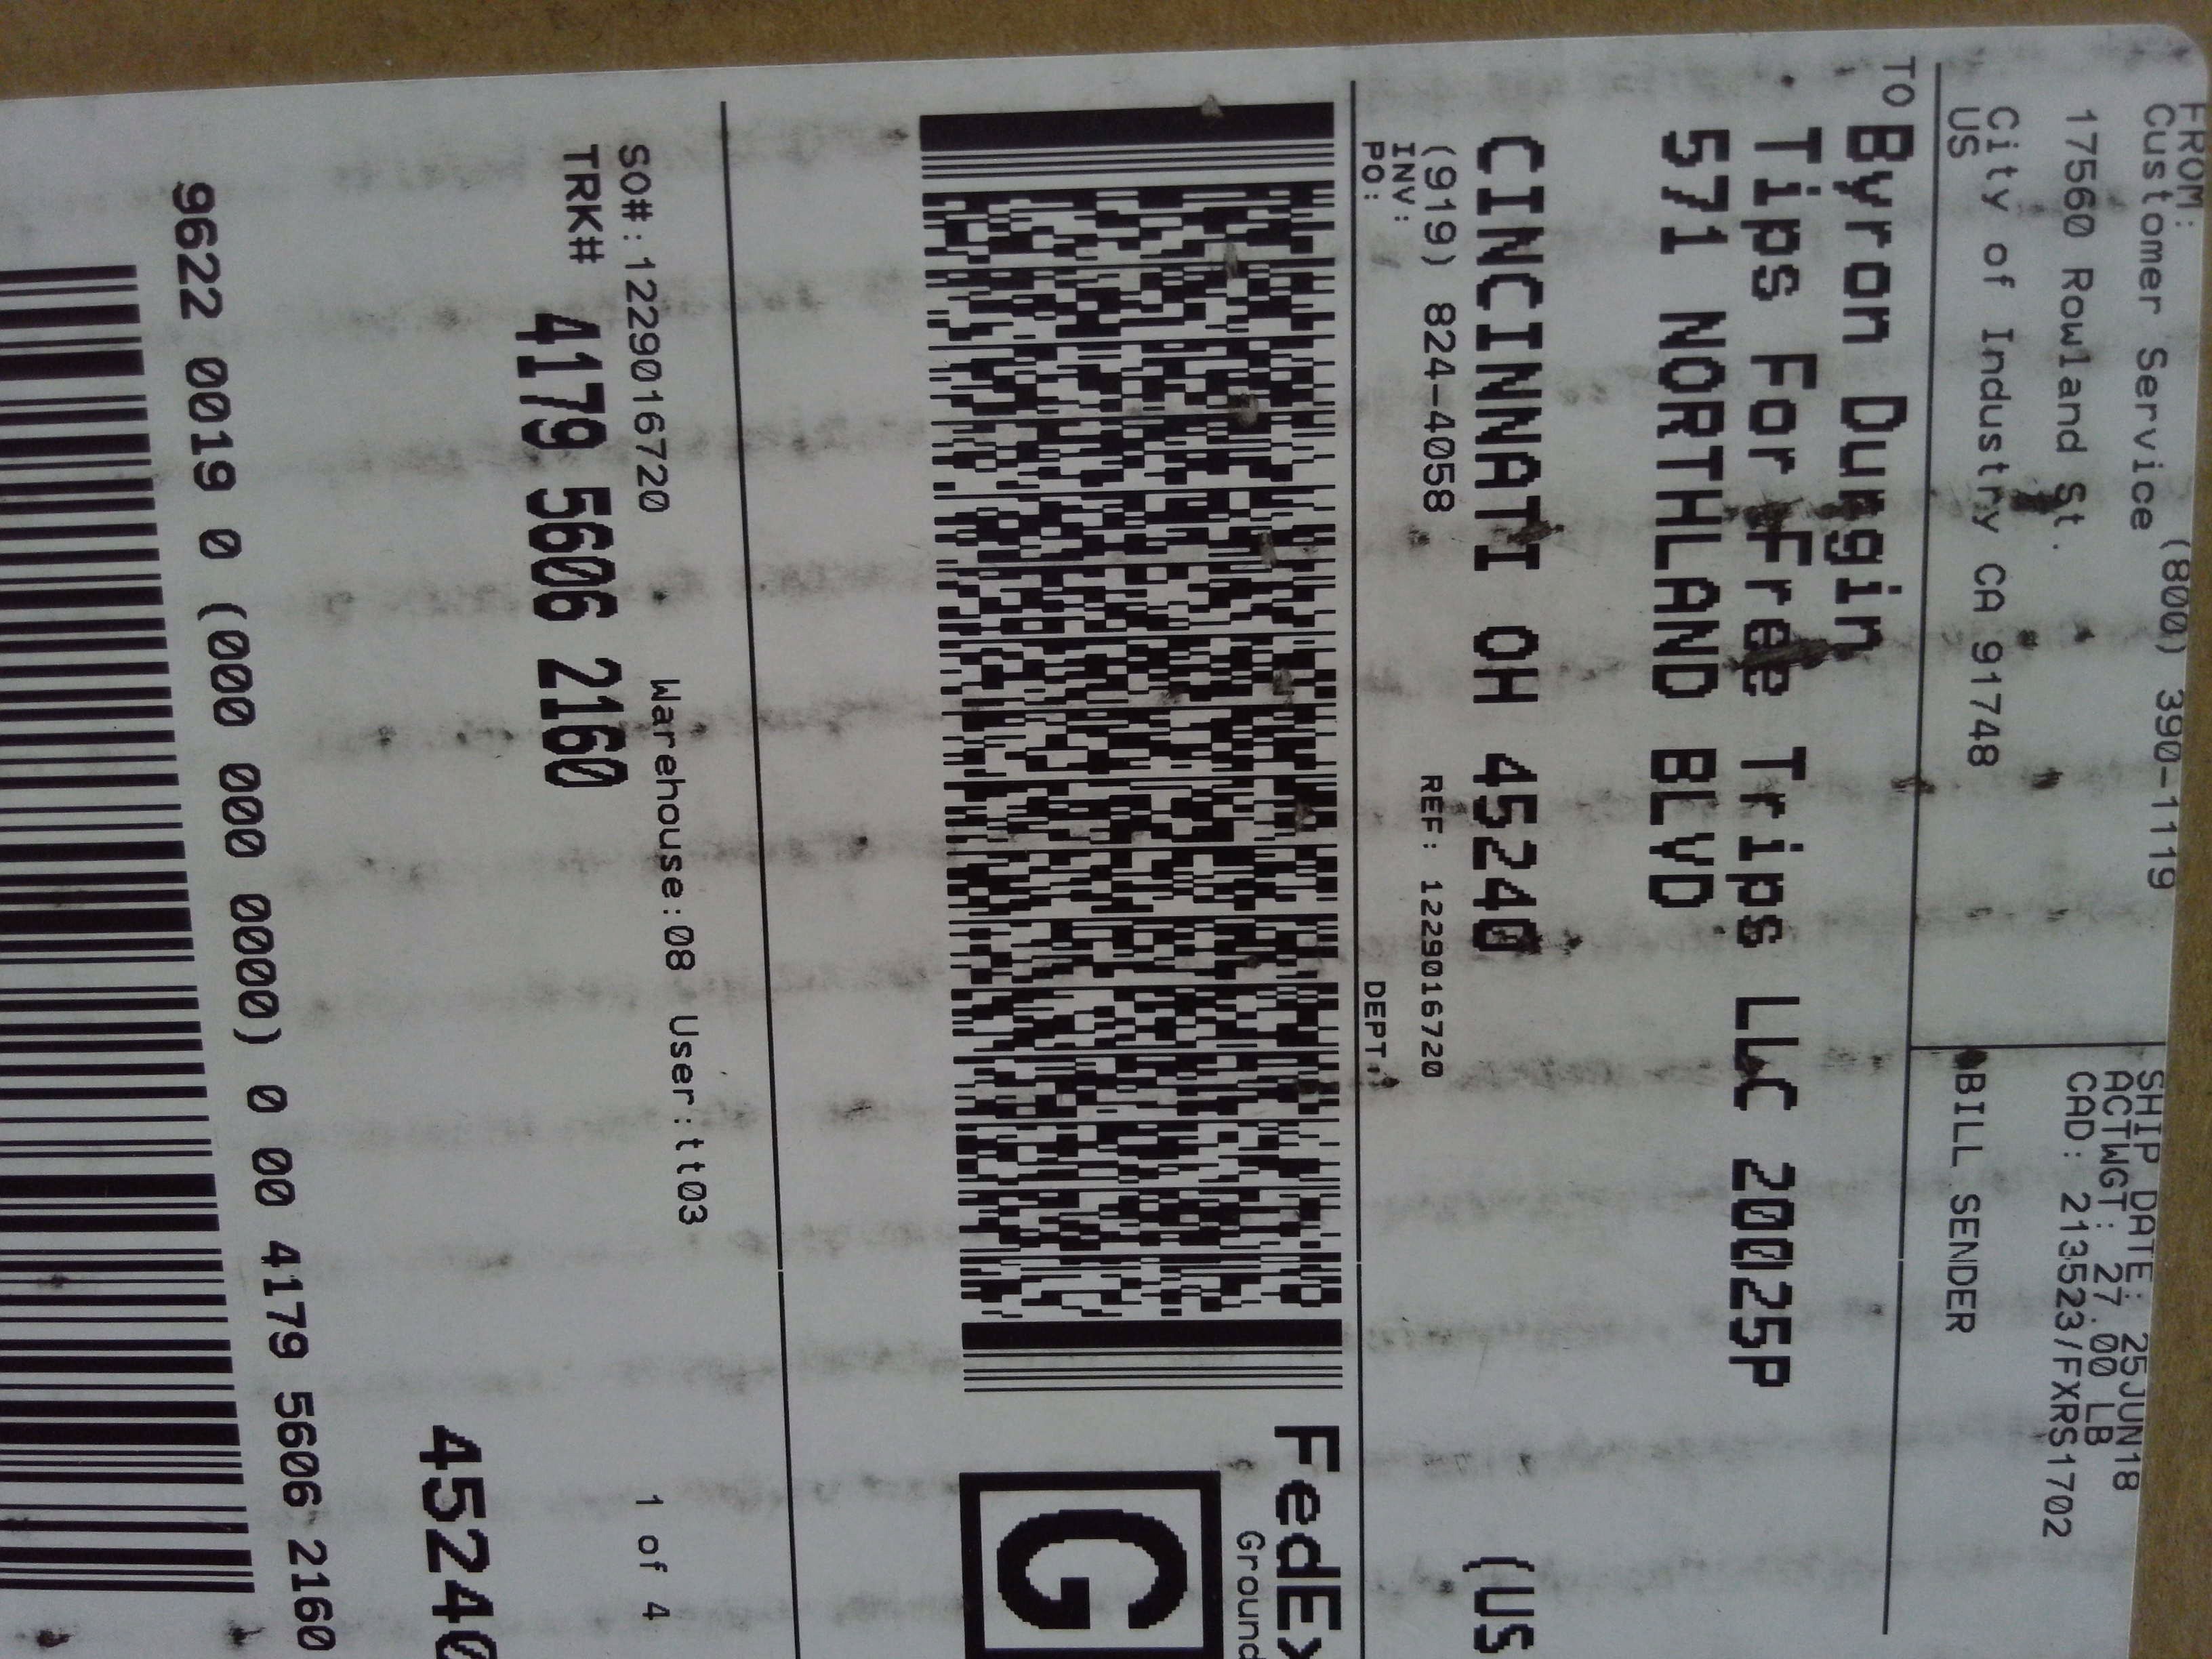 FROM:
Customer Service (800) 390-1119
17560 Rowland St.
City of Industry CA 91748
US
SHIP DATE: 25JUN18
ACTWGT: 27.00 LB
CAD: 213523/FXRS1702
BILL SENDER
TO Byron Durgin
Tips For Free Trips LLC 20025P
571 NORTHLAND BLVD
CINCINNATI OH 45240 (US
(919) 824-4058 REF: 1229016720
INV:
PO: DEPT:
FedEx
Ground
G
SO#:1229016720 Warehouse:08 User:tt03
TRK# 4179 5606 2160
1 of 4
45240
9622 0019 0 (000 000 0000) 0 00 4179 5606 2160